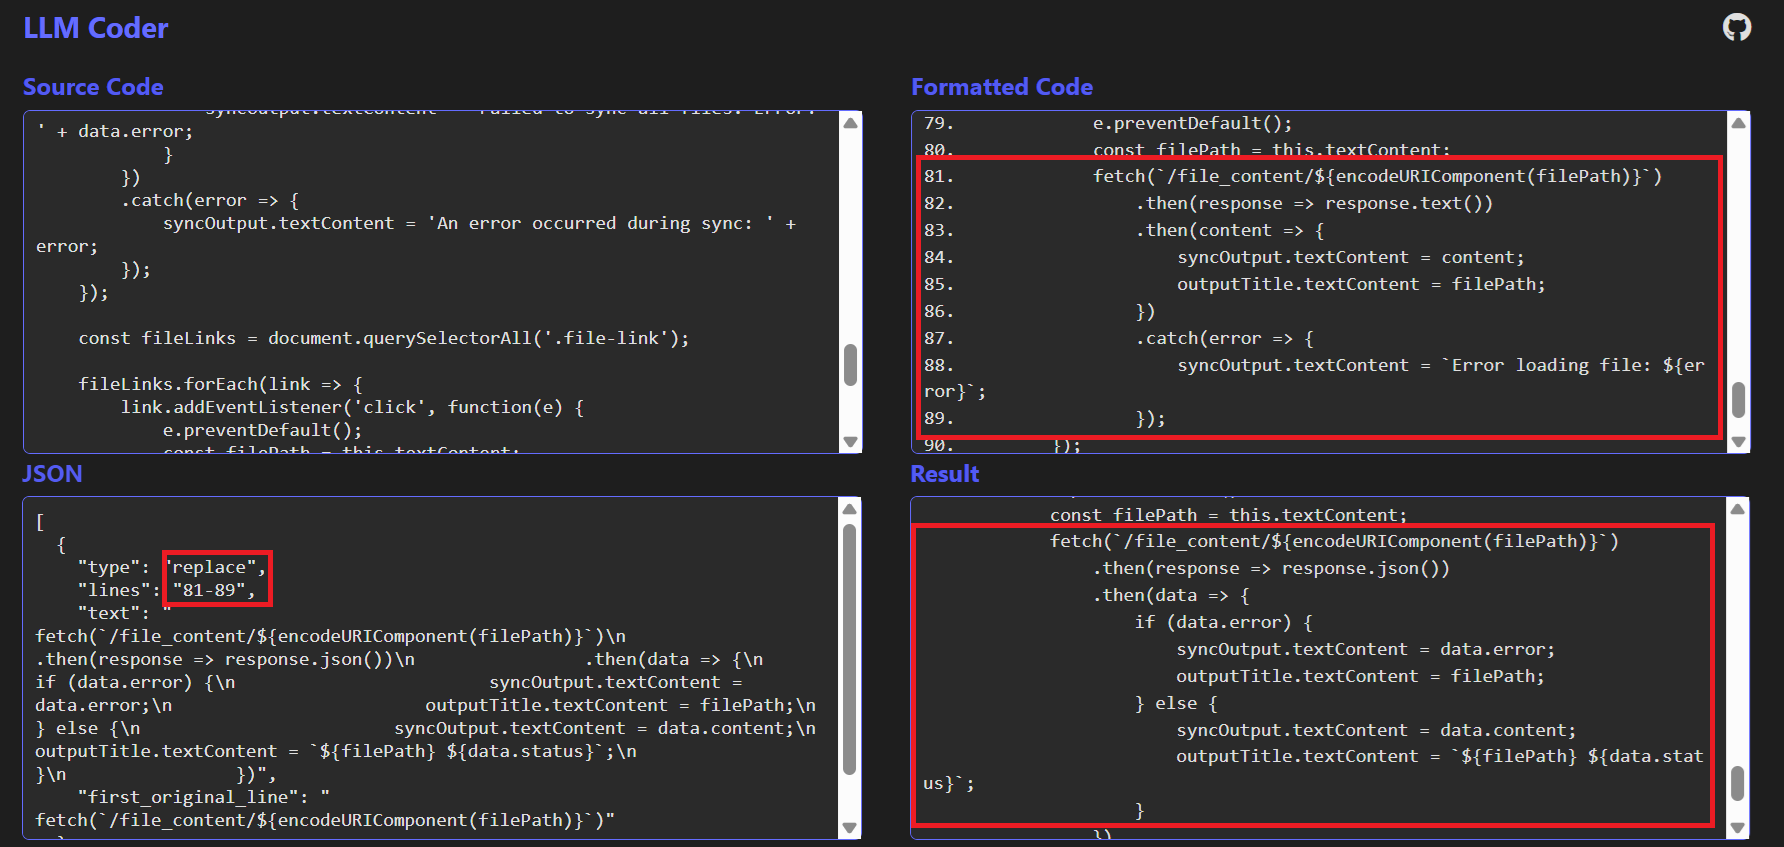 LLM Coder
Source Code
syncOutput.textContent = 'Failed to sync all files. Error:
' + data.error;
}
})
.catch(error => {
syncOutput.textContent = 'An error occurred during sync: ' +
error;
});
});
const fileLinks = document.querySelectorAll('.file-link');
fileLinks.forEach(link => {
link.addEventListener('click', function(e) {
e.preventDefault();
const filePath = this.textContent;
Formatted Code
79. e.preventDefault();
80. const filePath = this.textContent;
81. fetch(`/file_content/${encodeURIComponent(filePath)}`)
82. .then(response => response.text())
83. .then(content => {
84. syncOutput.textContent = content;
85. outputTitle.textContent = filePath;
86. })
87. .catch(error => {
88. syncOutput.textContent = `Error loading file: ${er
ror}`;
89. });
90. });
JSON
[
{
"type": "replace",
"lines": "81-89",
"text": "
fetch(`/file_content/${encodeURIComponent(filePath)}`)\n
.then(response => response.json())\n .then(data => {\n
if (data.error) {\n syncOutput.textContent =
data.error;\n outputTitle.textContent = filePath;\n
} else {\n syncOutput.textContent = data.content;\n
outputTitle.textContent = `${filePath} ${data.status}`;\n
}\n })",
"first_original_line": "
fetch(`/file_content/${encodeURIComponent(filePath)}`)"
Result
const filePath = this.textContent;
fetch(`/file_content/${encodeURIComponent(filePath)}`)
.then(response => response.json())
.then(data => {
if (data.error) {
syncOutput.textContent = data.error;
outputTitle.textContent = filePath;
} else {
syncOutput.textContent = data.content;
outputTitle.textContent = `${filePath} ${data.stat
us}`;
}
})